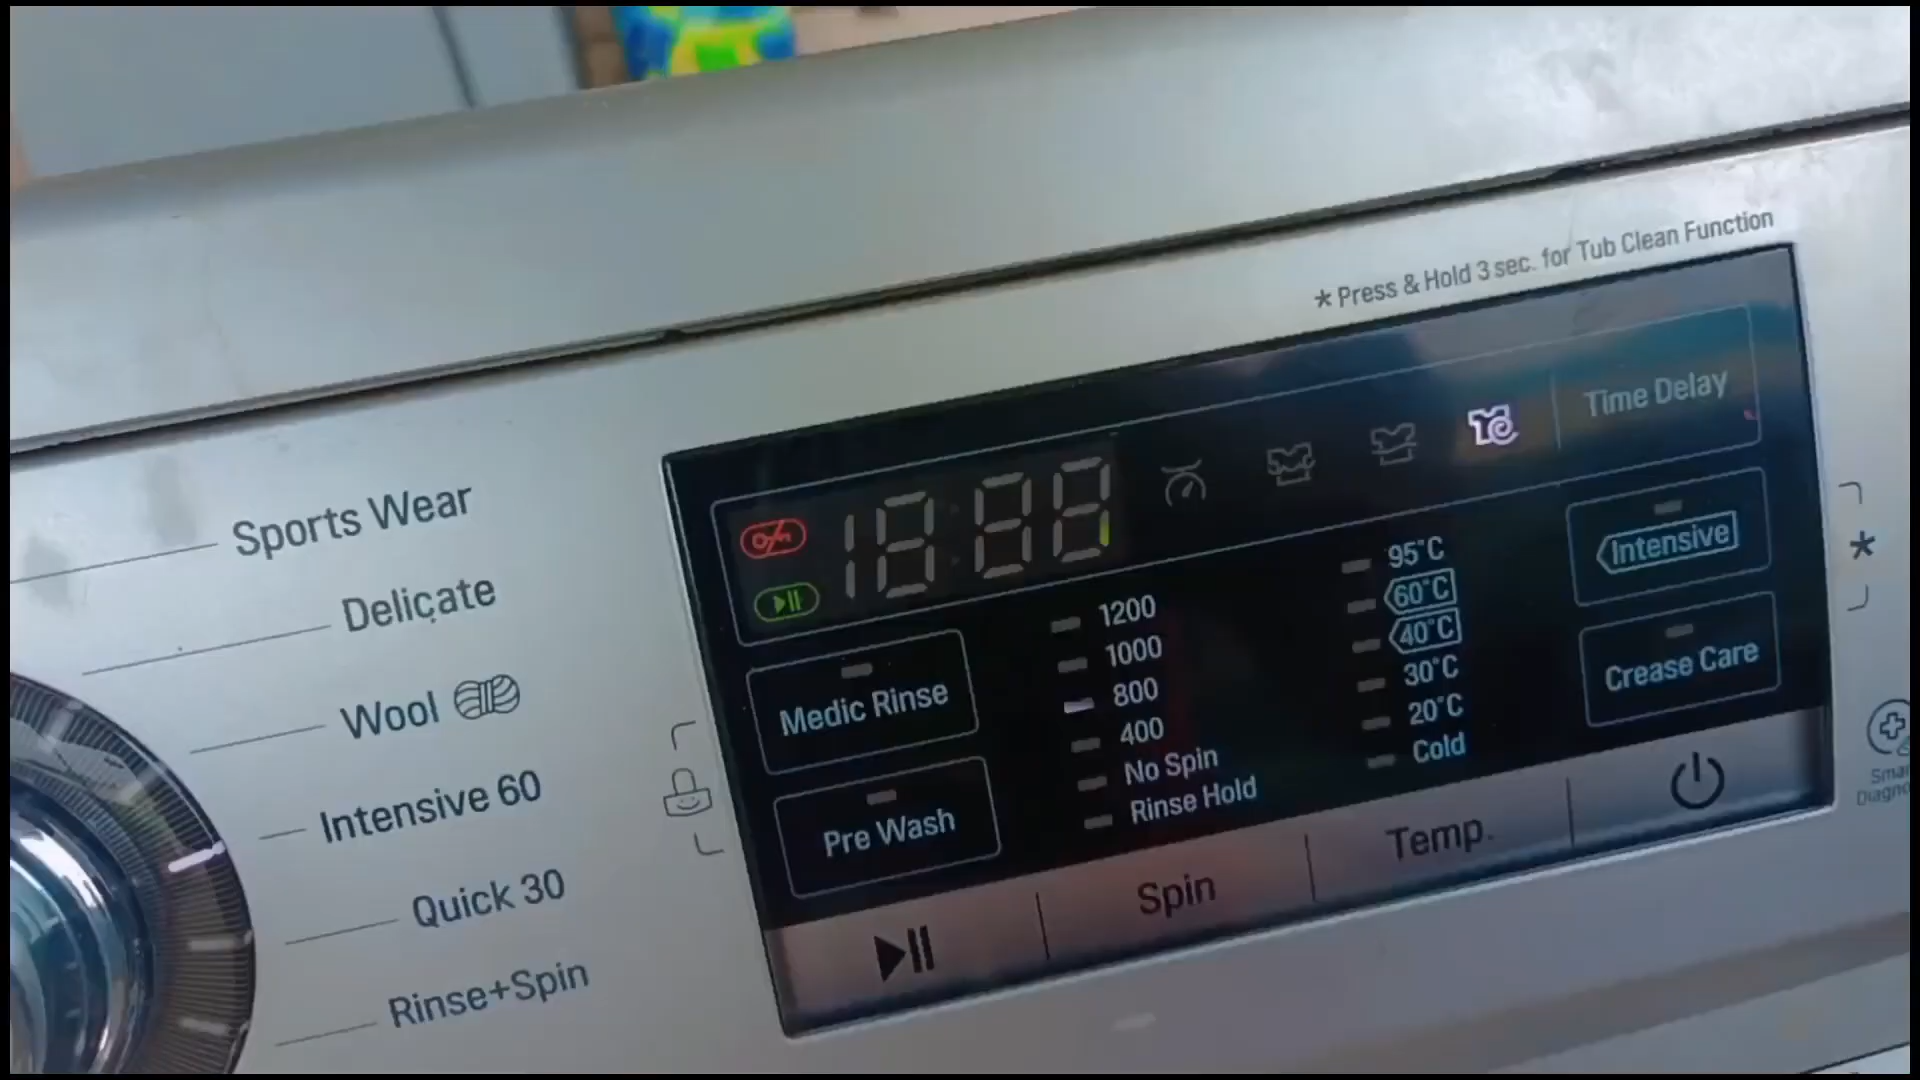 * Press & Hold 3 sec. for Tub Clean Function
Sports Wear
Delicate
Wool
Intensive 60
Quick 30
Rinse+Spin
Time Delay
Medic Rinse
Pre Wash
1200
1000
800
400
No Spin
Rinse Hold
95°C
60°C
40°C
30°C
20°C
Cold
Intensive
*
Crease Care
Spin
Temp.